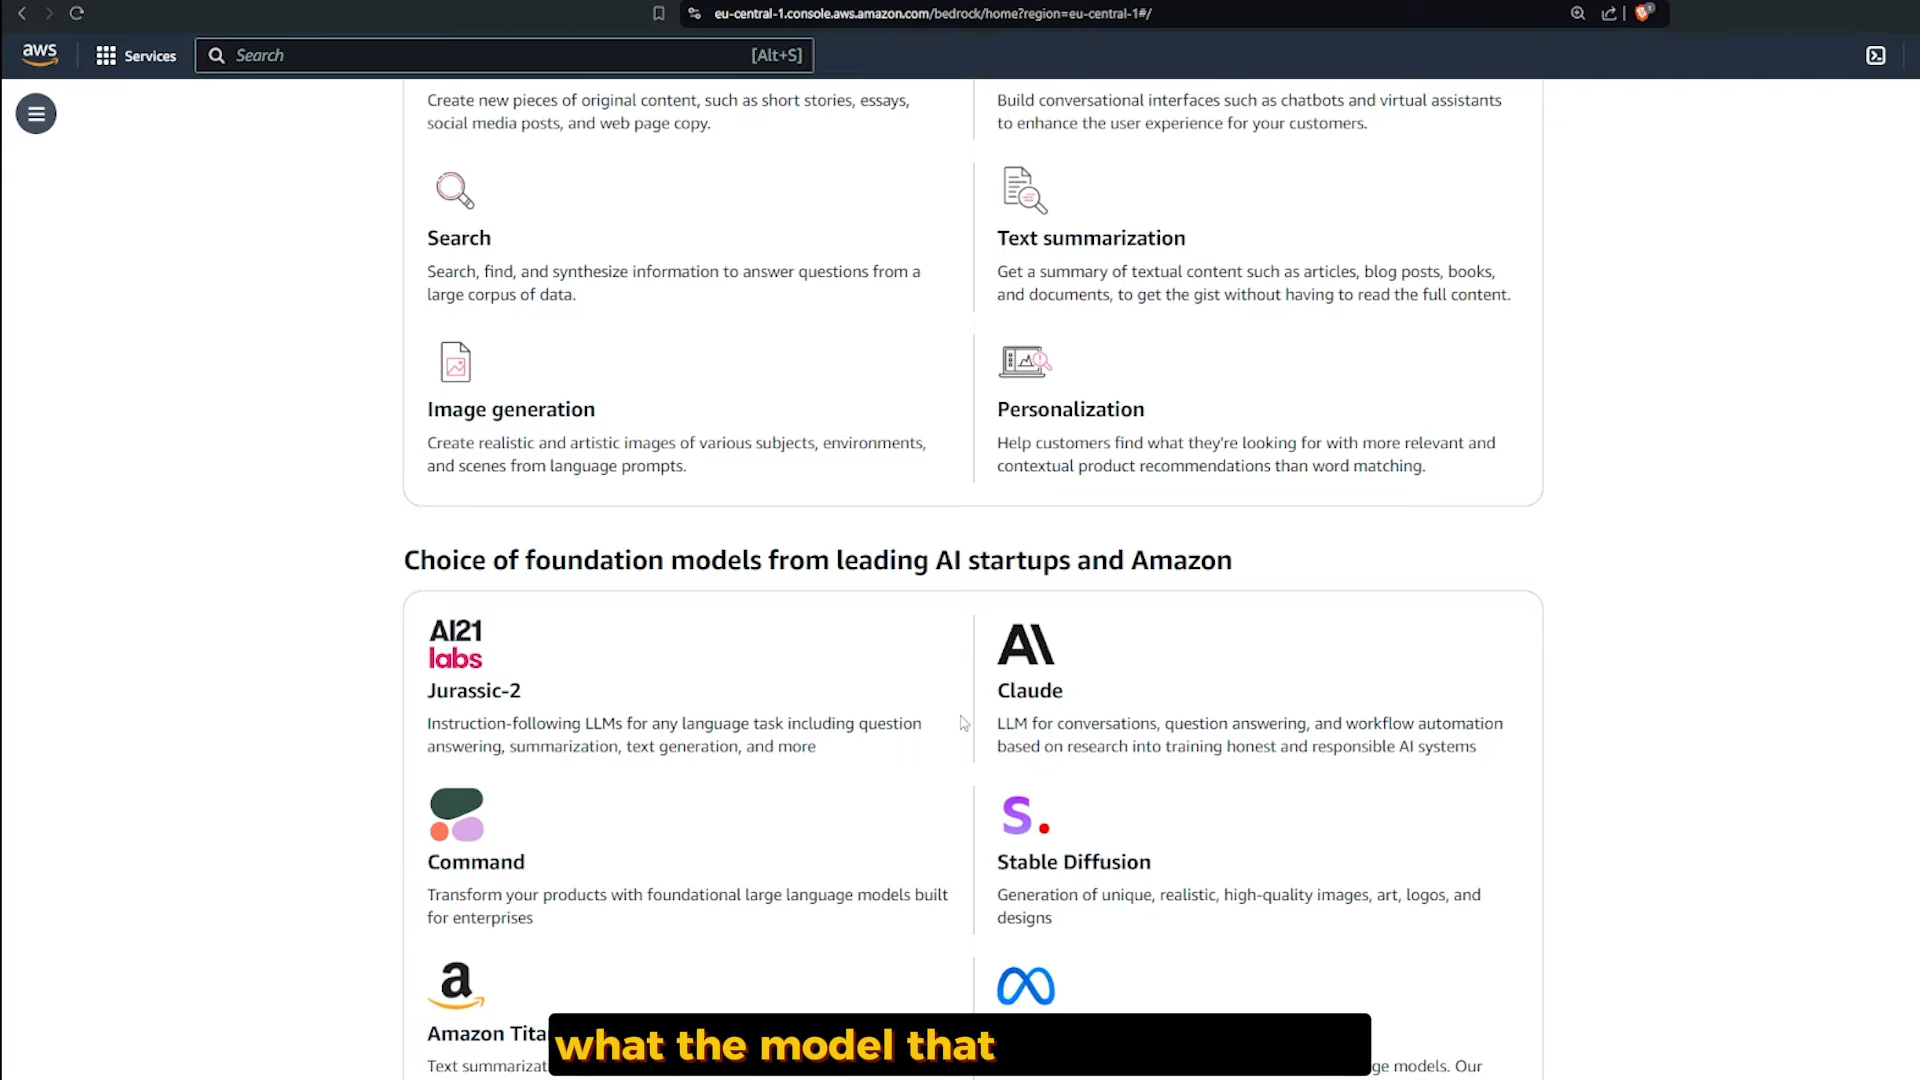 eu-central-1.console.aws.amazon.com/bedrock/home?region=eu-central-1#/
aws
Services
Search
[Alt+S]
Create new pieces of original content, such as short stories, essays,
social media posts, and web page copy.
Build conversational interfaces such as chatbots and virtual assistants
to enhance the user experience for your customers.
Search
Search, find, and synthesize information to answer questions from a
large corpus of data.
Text summarization
Get a summary of textual content such as articles, blog posts, books,
and documents, to get the gist without having to read the full content.
Image generation
Create realistic and artistic images of various subjects, environments,
and scenes from language prompts.
Personalization
Help customers find what they're looking for with more relevant and
contextual product recommendations than word matching.
Choice of foundation models from leading AI startups and Amazon
AI21
labs
Jurassic-2
Instruction-following LLMs for any language task including question
answering, summarization, text generation, and more
A\
Claude
LLM for conversations, question answering, and workflow automation
based on research into training honest and responsible AI systems
Command
Transform your products with foundational large language models built
for enterprises
S.
Stable Diffusion
Generation of unique, realistic, high-quality images, art, logos, and
designs
a
Amazon Tita
Text summarizat
ge models. Our
what the model that